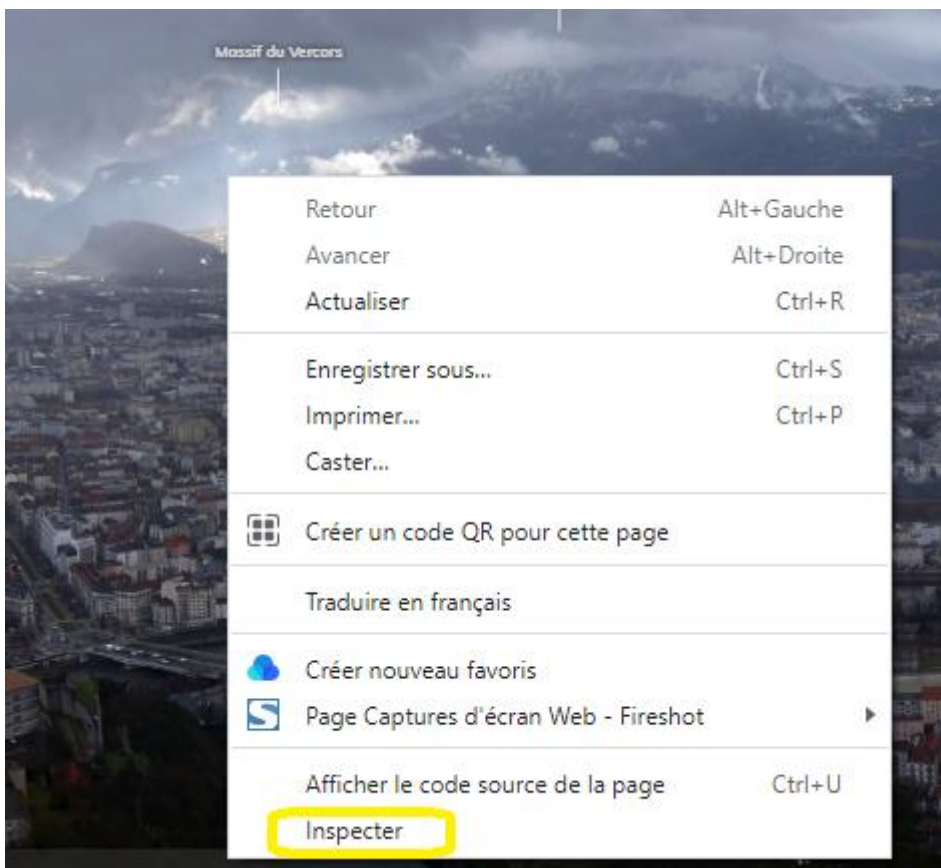 Massif du Vercors
Retour Alt+Gauche
Avancer Alt+Droite
Actualiser Ctrl+R
Enregistrer sous... Ctrl+S
Imprimer... Ctrl+P
Caster...
Créer un code QR pour cette page
Traduire en français
Créer nouveau favoris
Page Captures d'écran Web - Fireshot
Afficher le code source de la page Ctrl+U
Inspecter